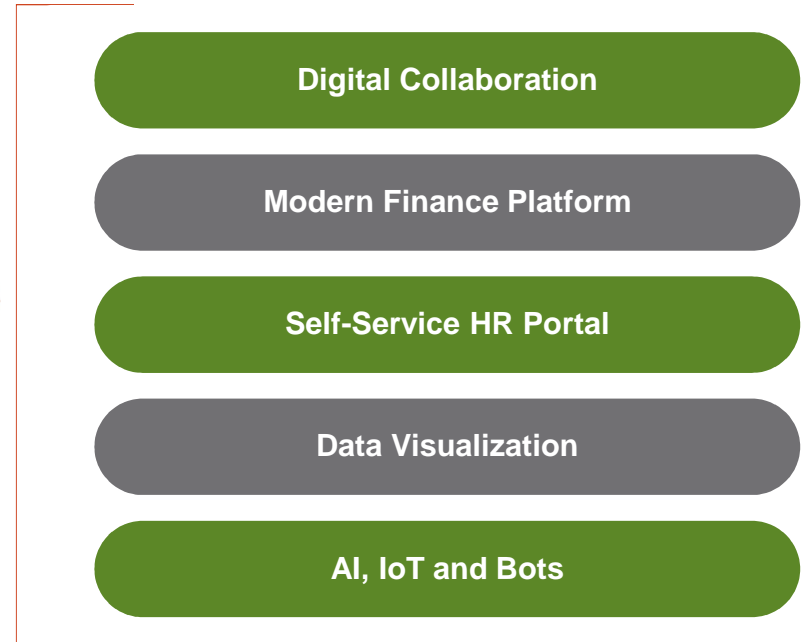 Digital Collaboration
Modern Finance Platform
Self-Service HR Portal
Data Visualization
AI, IoT and Bots